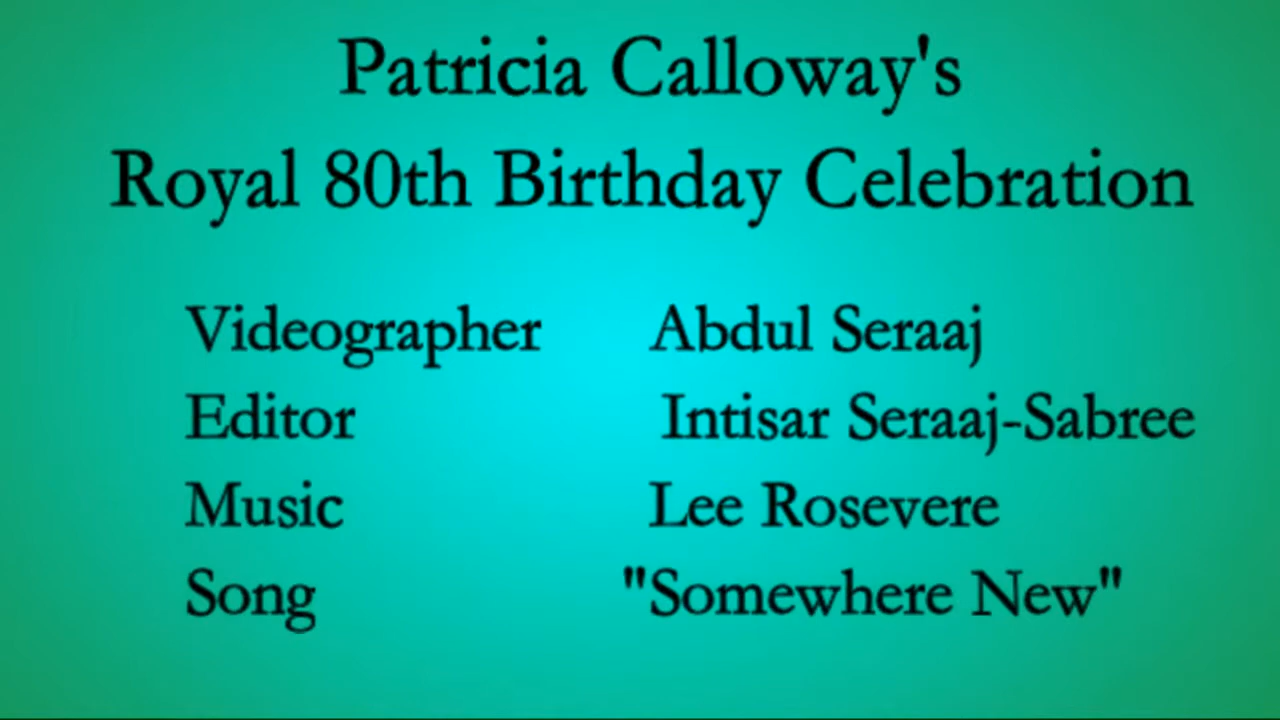 Patricia Calloway's
Royal 80th Birthday Celebration
Videographer Abdul Seraaj
Editor Intisar Seraaj-Sabree
Music Lee Rosevere
Song "Somewhere New"